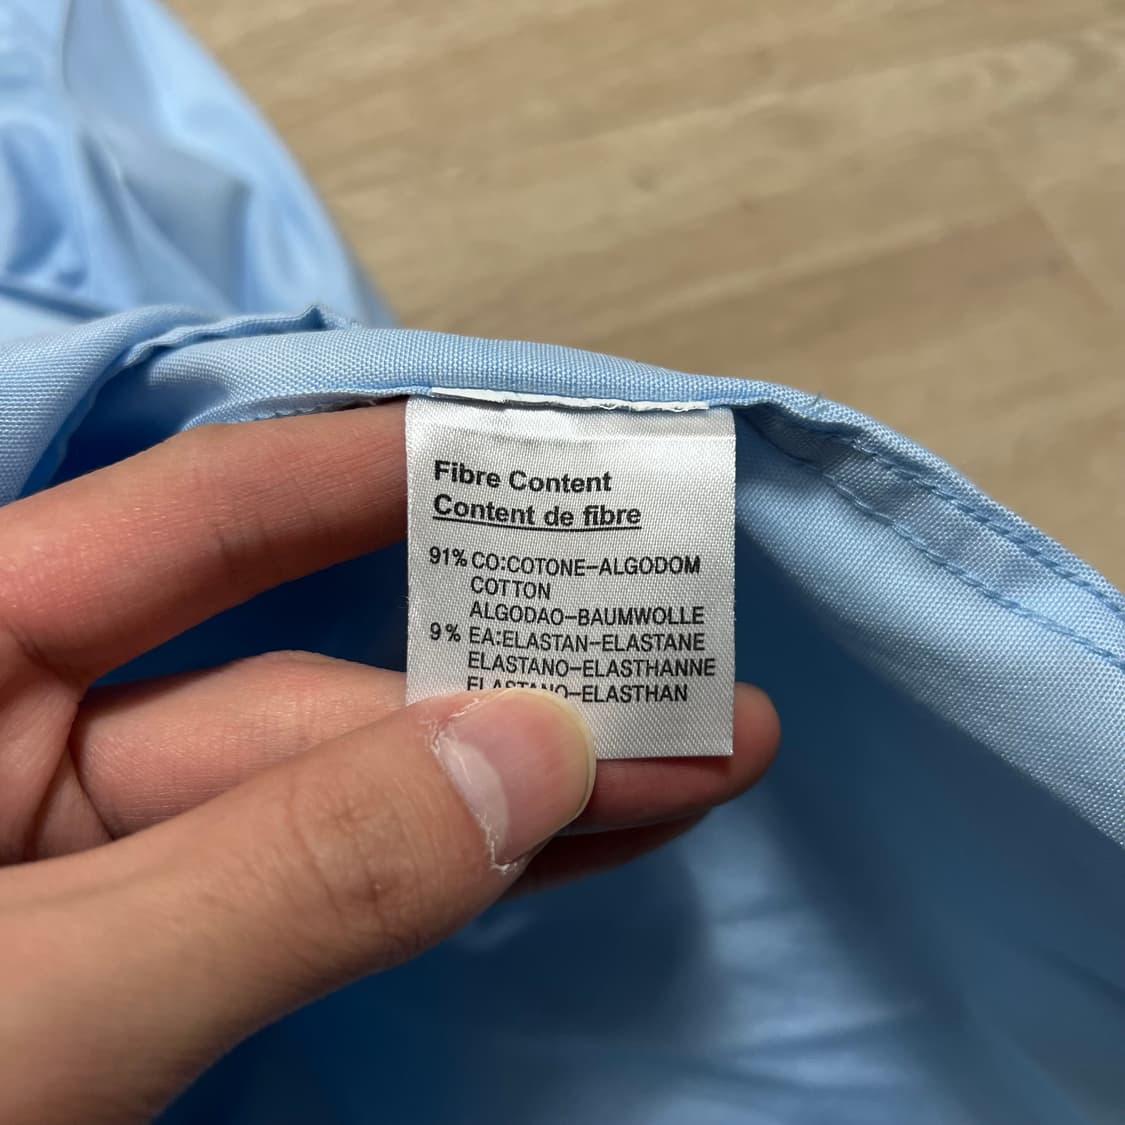 Fibre Content
Content de fibre
91% CO:COTONE-ALGODOM
COTTON
ALGODAO-BAUMWOLLE
9% EA:ELASTAN-ELASTANE
ELASTANO-ELASTHANNE
ELASTANO-ELASTHAN